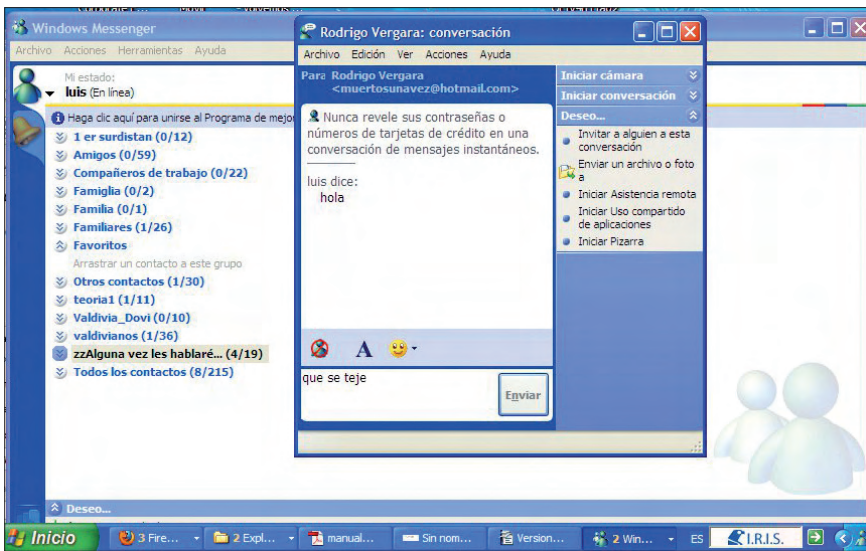 Windows Messenger
Archivo Acciones Herramientas Ayuda
Mi estado:
luis (En línea)
Haga clic aquí para unirse al Programa de mejor
1 er surdistan (0/12)
Amigos (0/59)
Compañeros de trabajo (0/22)
Famiglia (0/2)
Familia (0/1)
Familiares (1/26)
Favoritos
Arrastrar un contacto a este grupo
Otros contactos (1/30)
teoria1 (1/11)
Valdivia_Dovi (0/10)
valdivianos (1/36)
zzAlguna vez les hablaré... (4/19)
Todos los contactos (8/215)
Deseo...
Rodrigo Vergara: conversación
Archivo Edición Ver Acciones Ayuda
Para Rodrigo Vergara
<muertosunavez@hotmail.com>
Nunca revele sus contraseñas o
números de tarjetas de crédito en una
conversación de mensajes instantáneos.
luis dice:
hola
A
que se teje
Enviar
Iniciar cámara
Iniciar conversación
Deseo...
Invitar a alguien a esta
conversación
Enviar un archivo o foto
a
Iniciar Asistencia remota
Iniciar Uso compartido
de aplicaciones
Iniciar Pizarra
Inicio
3 Fire...
2 Expl...
manual...
Sin nom...
Version...
2 Win...
ES
I.R.I.S.